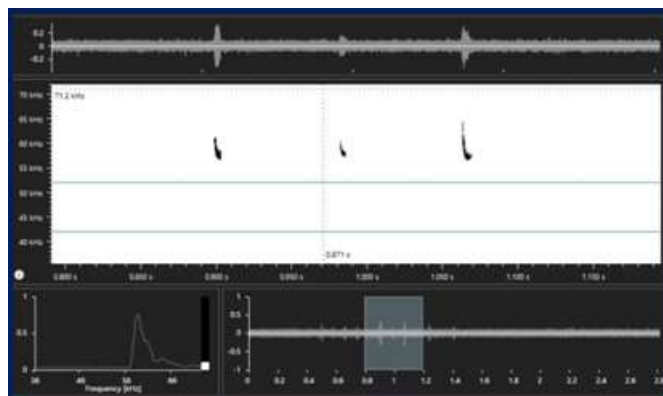 0.2
0
-0.2
70 kHz
71.2 kHz
65 kHz
60 kHz
55 kHz
50 kHz
45 kHz
40 kHz
0.971 s
0.850 s 0.900 s 0.950 s 1.000 s 1.050 s 1.100 s 1.150 s
1
0.5
0
Frequency [kHz]
1
0.5
0
-0.5
-1
0 0.2 0.4 0.6 0.8 1 1.2 1.4 1.6 1.8 2 2.2 2.4 2.6 2.8